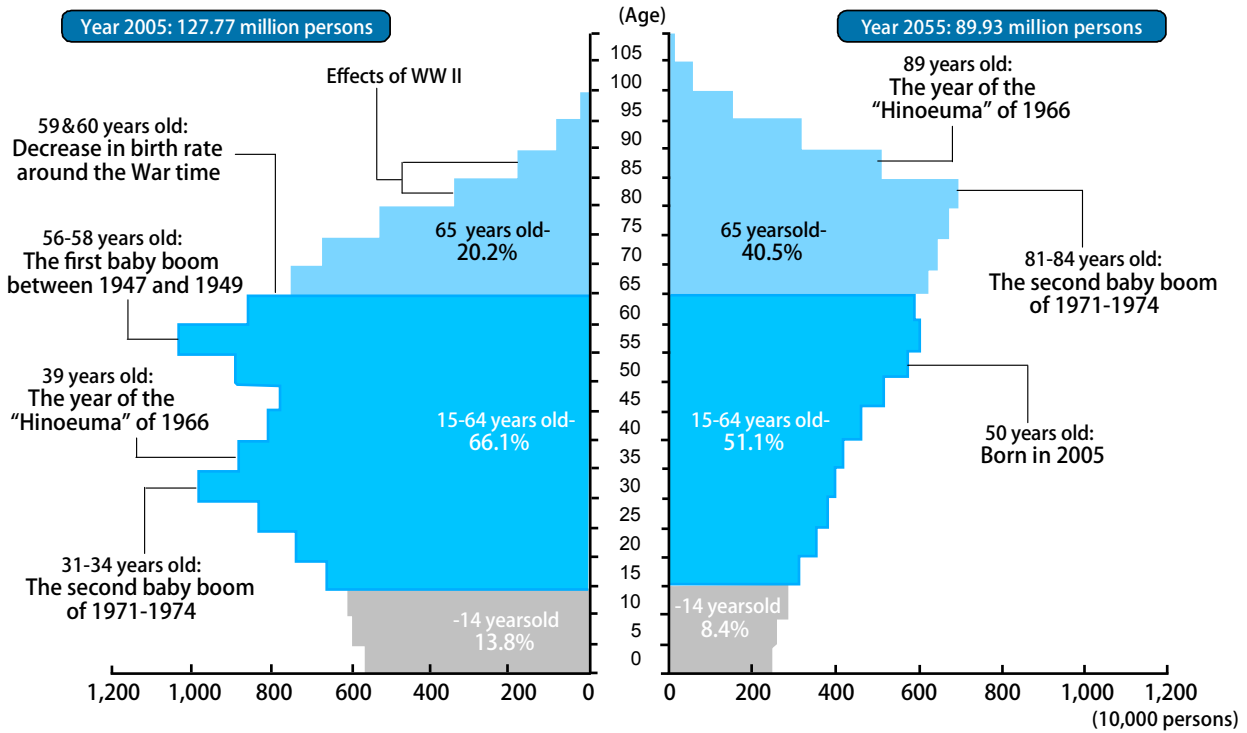 Year 2005: 127.77 million persons
(Age)
Year 2055: 89.93 million persons
Effects of WW II
59&60 years old:
Decrease in birth rate
around the War time
56-58 years old:
The first baby boom
between 1947 and 1949
39 years old:
The year of the
“Hinoeuma” of 1966
31-34 years old:
The second baby boom
of 1971-1974
65 years old-
20.2%
15-64 years old-
66.1%
-14 yearsold
13.8%
105
100
95
90
85
80
75
70
65
60
55
50
45
40
35
30
25
20
15
10
5
0
89 years old:
The year of the
“Hinoeuma” of 1966
65 yearsold-
40.5%
81-84 years old:
The second baby boom
of 1971-1974
15-64 years old-
51.1%
50 years old:
Born in 2005
-14 yearsold
8.4%
1,200 1,000 800 600 400 200 0
0 200 400 600 800 1,000 1,200
(10,000 persons)